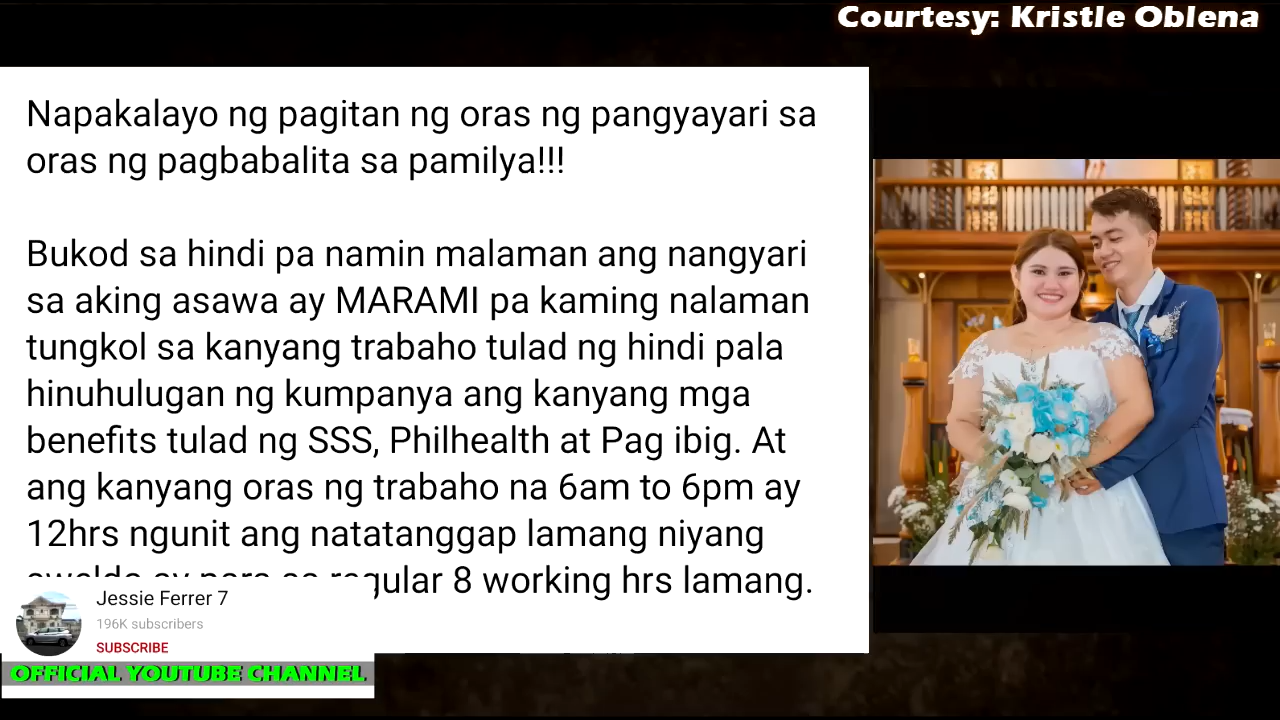 Courtesy: Kristle Oblena
Napakalayo ng pagitan ng oras ng pangyayari sa
oras ng pagbabalita sa pamilya!!!
Bukod sa hindi pa namin malaman ang nangyari
sa aking asawa ay MARAMI pa kaming nalaman
tungkol sa kanyang trabaho tulad ng hindi pala
hinuhulugan ng kumpanya ang kanyang mga
benefits tulad ng SSS, Philhealth at Pag ibig. At
ang kanyang oras ng trabaho na 6am to 6pm ay
12hrs ngunit ang natatanggap lamang niyang
regular 8 working hrs lamang.
Jessie Ferrer 7
196K subscribers
SUBSCRIBE
OFFICIAL YOUTUBE CHANNEL